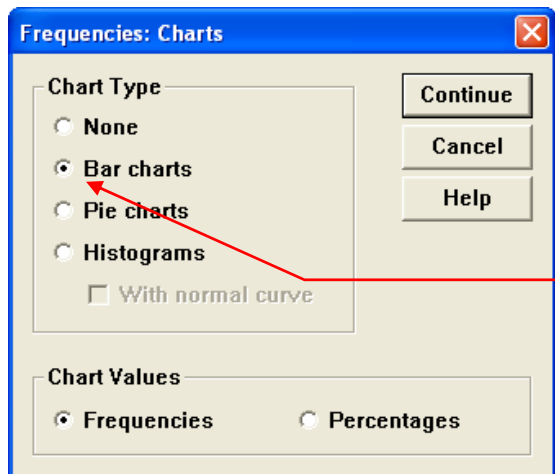 Frequencies: Charts
Chart Type
None
Bar charts
Pie charts
Histograms
With normal curve
Continue
Cancel
Help
Chart Values
Frequencies
Percentages